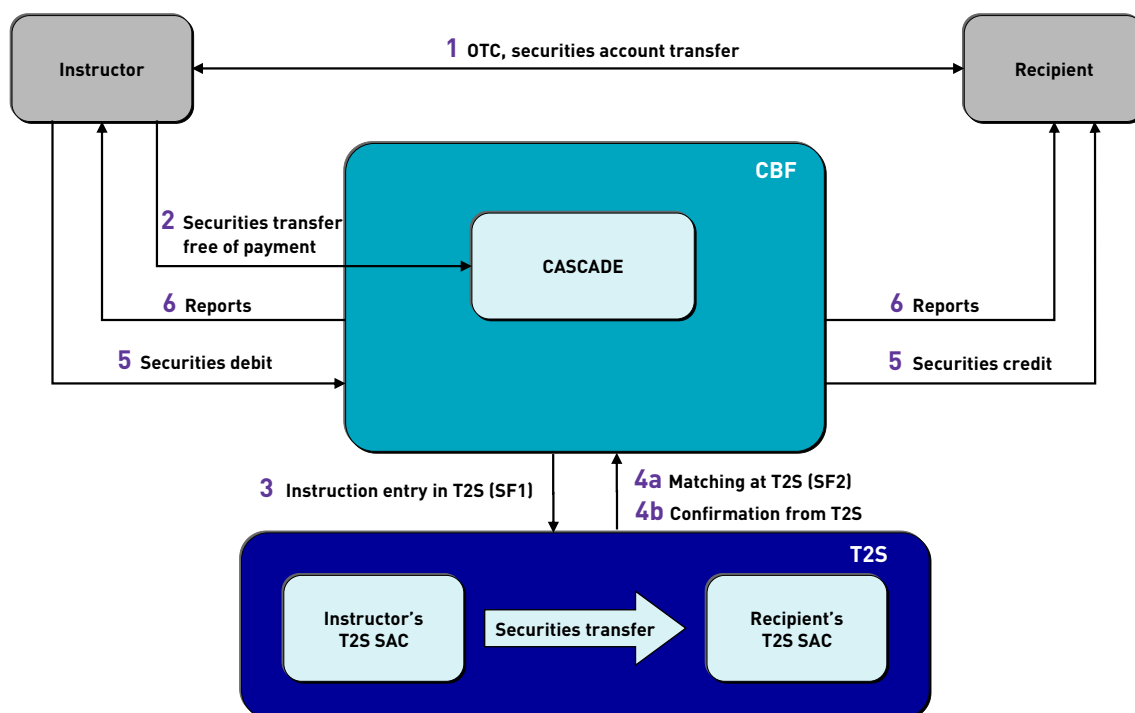 1 OTC, securities account transfer
Instructor
Recipient
CBF
2 Securities transfer
free of payment
CASCADE
6 Reports
6 Reports
5 Securities debit
5 Securities credit
3 Instruction entry in T2S (SF1)
4a Matching at T2S (SF2)
4b Confirmation from T2S
T2S
Instructor's
T2S SAC
Securities transfer
Recipient's
T2S SAC